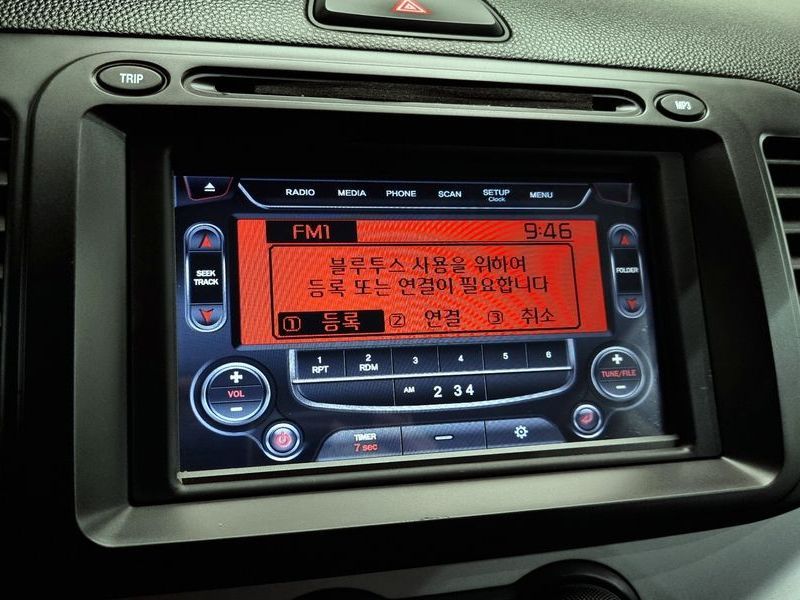 TRIP
MP3
RADIO MEDIA PHONE SCAN SETUP MENU
Clock
FM1 9:46
SEEK
TRACK
FOLDER
블루투스 사용을 위하여
등록 또는 연결이 필요합니다
① 등록 ② 연결 ③ 취소
1 2 3 4 5 6
RPT RDM
VOL
TUNE/FILE
AM 2 3 4
TIMER
7 sec